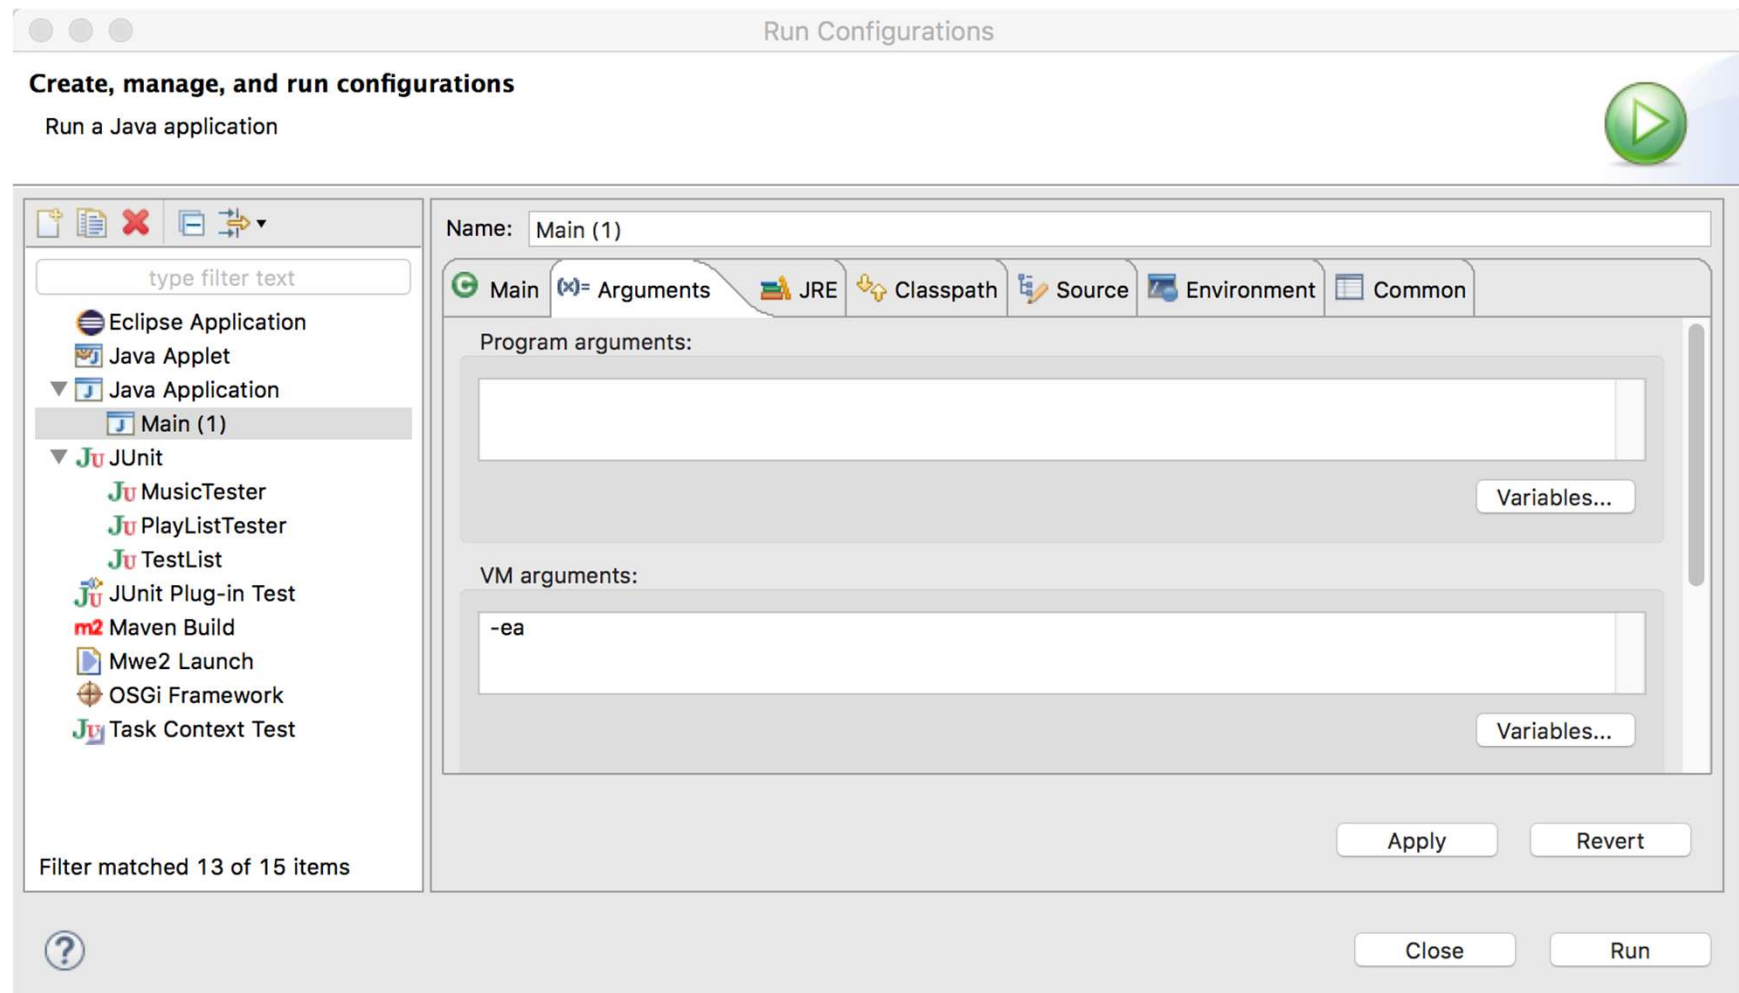 Run Configurations
Create, manage, and run configurations
Run a Java application
type filter text
Eclipse Application
Java Applet
Java Application
Main (1)
JUnit
MusicTester
PlayListTester
TestList
JUnit Plug-in Test
m2 Maven Build
Mwe2 Launch
OSGi Framework
Task Context Test
Filter matched 13 of 15 items
Name: Main (1)
Main (x)= Arguments JRE Classpath Source Environment Common
Program arguments:
Variables...
VM arguments:
-ea
Variables...
Apply Revert
Close Run